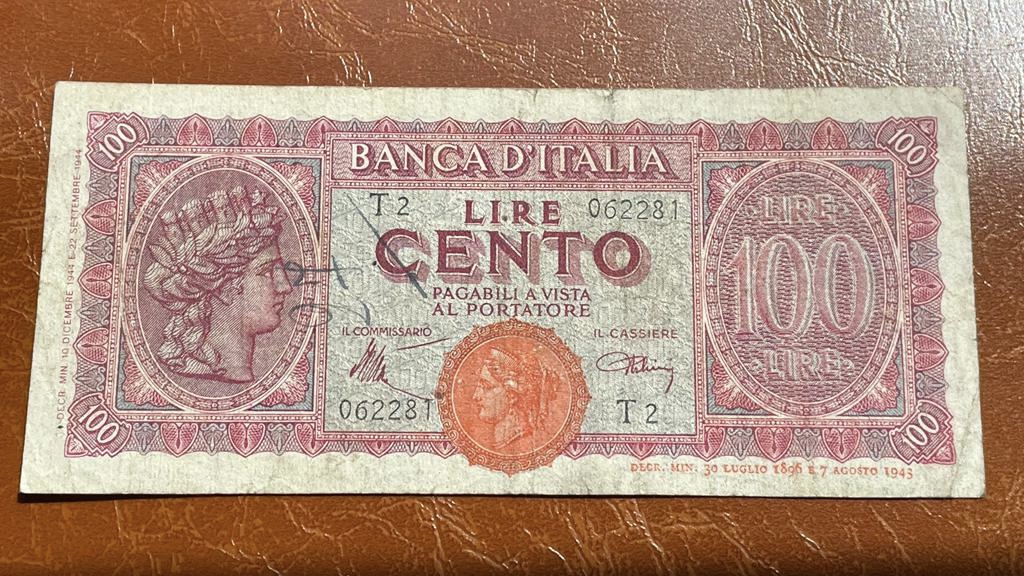 100
100
BANCA D'ITALIA
T 2
LIRE
062281
CENTO
PAGABILI A VISTA
AL PORTATORE
IL COMMISSARIO
IL CASSIERE
062281
T 2
LIRE
100
LIRE
100
100
DECR. MIN. 30 LUGLIO 1896 E 7 AGOSTO 1943
DECR. MIN. 10 DICEMBRE 1944 E 22 SETTEMBRE 1944